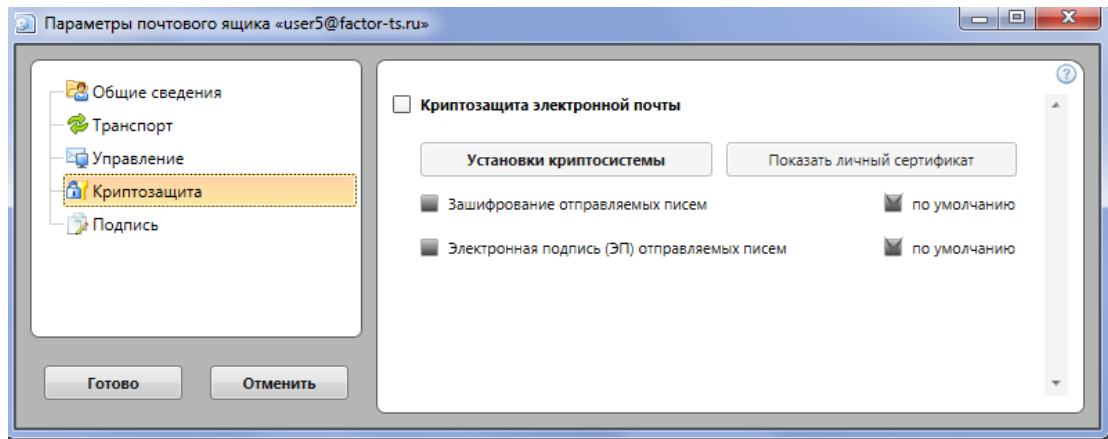 Параметры почтового ящика «user5@factor-ts.ru»
Общие сведения
Транспорт
Управление
Криптозащита
Подпись
Готово
Отменить
?
Криптозащита электронной почты
Установки криптосистемы
Показать личный сертификат
Зашифрование отправляемых писем
по умолчанию
Электронная подпись (ЭП) отправляемых писем
по умолчанию